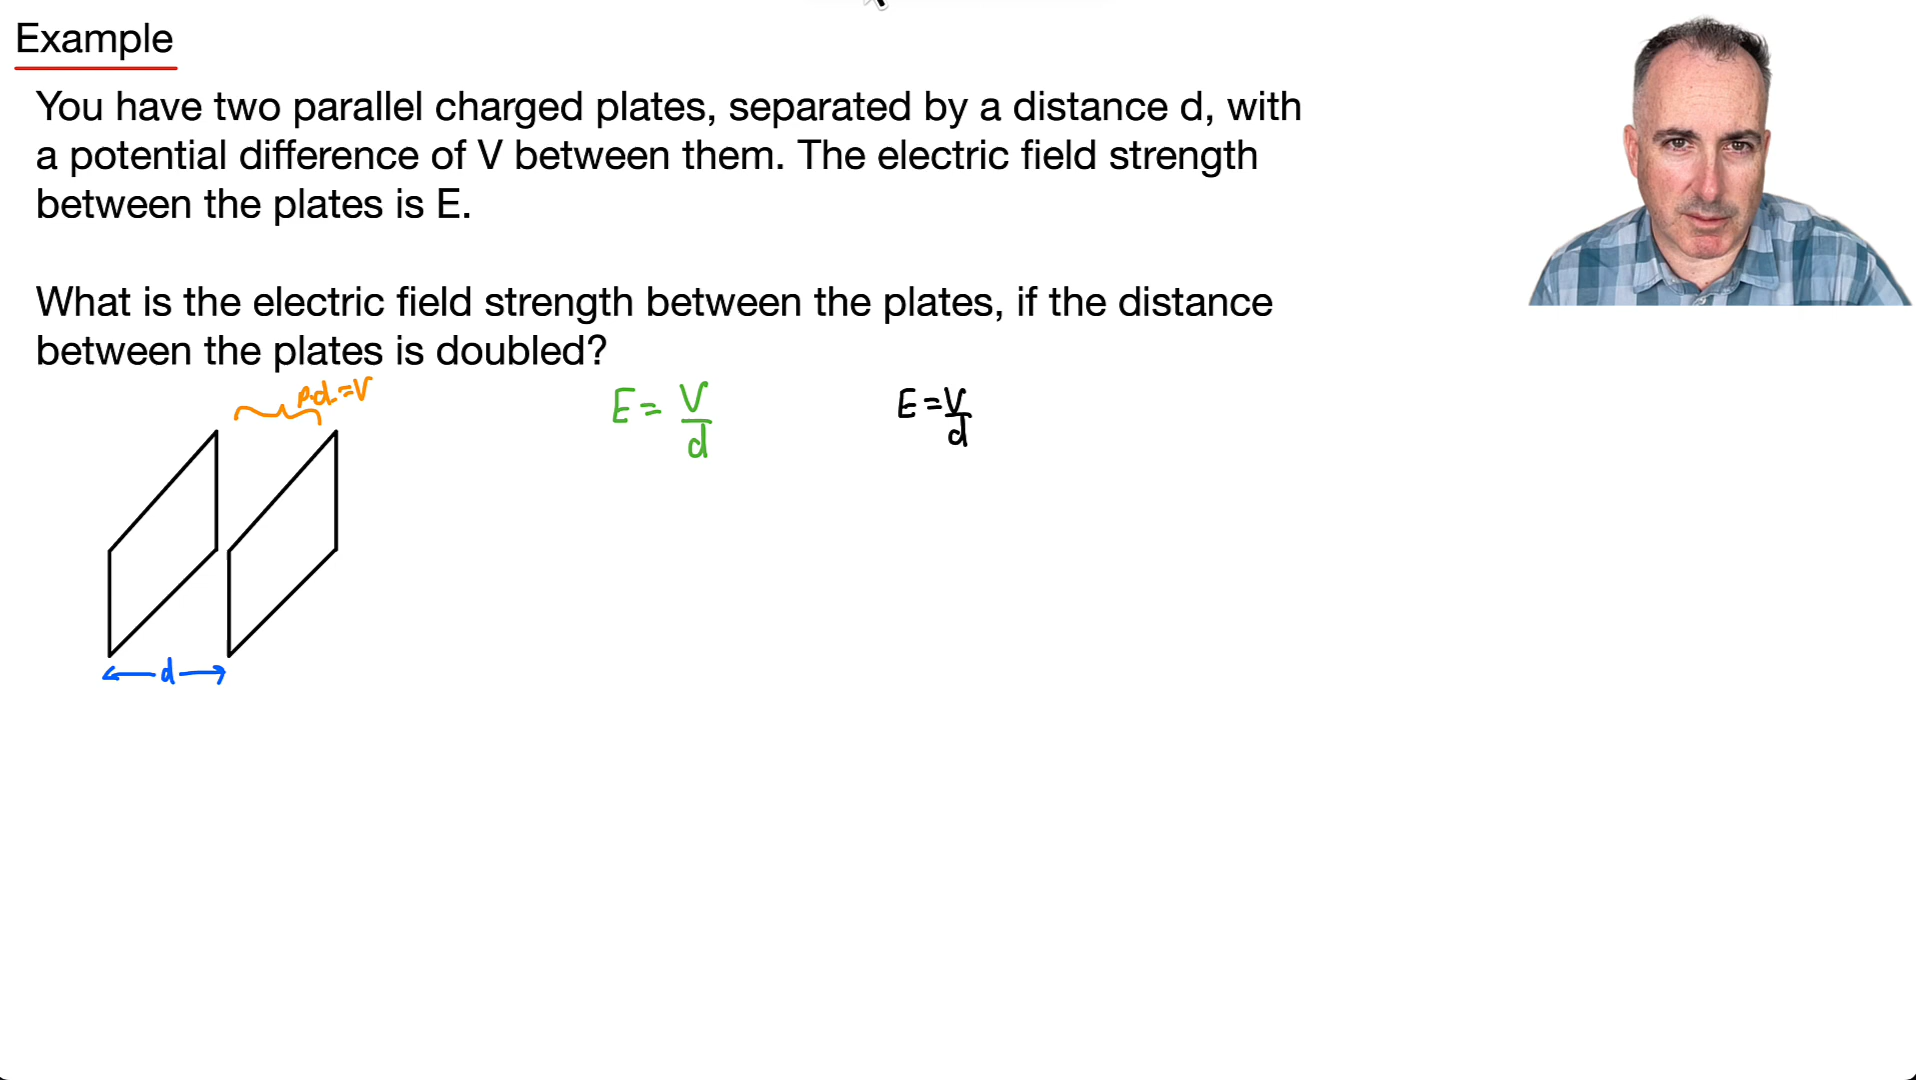 Example
You have two parallel charged plates, separated by a distance d, with
a potential difference of V between them. The electric field strength
between the plates is E.
What is the electric field strength between the plates, if the distance
between the plates is doubled?
p.d.=V
E = V/d
E = V/d
d